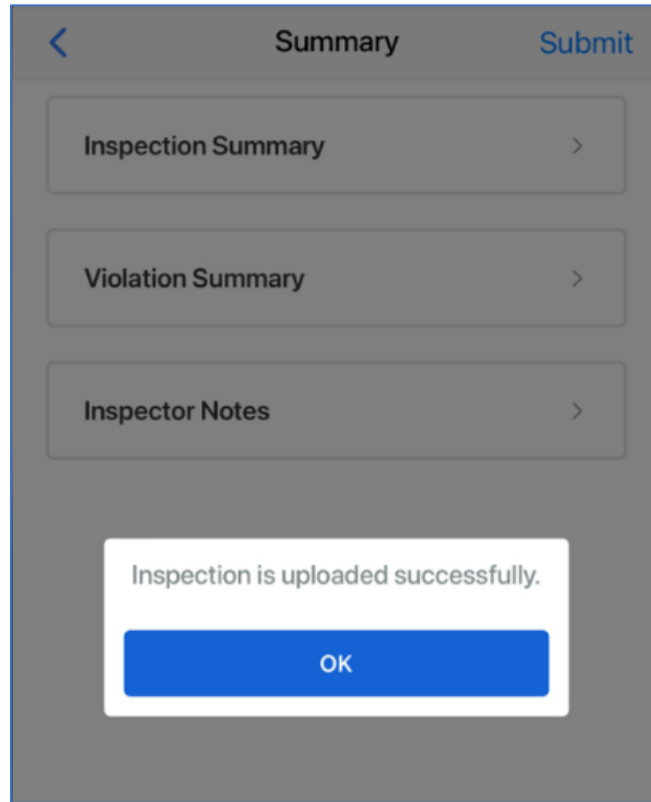 Summary
Submit
Inspection Summary
Violation Summary
Inspector Notes
Inspection is uploaded successfully.
OK